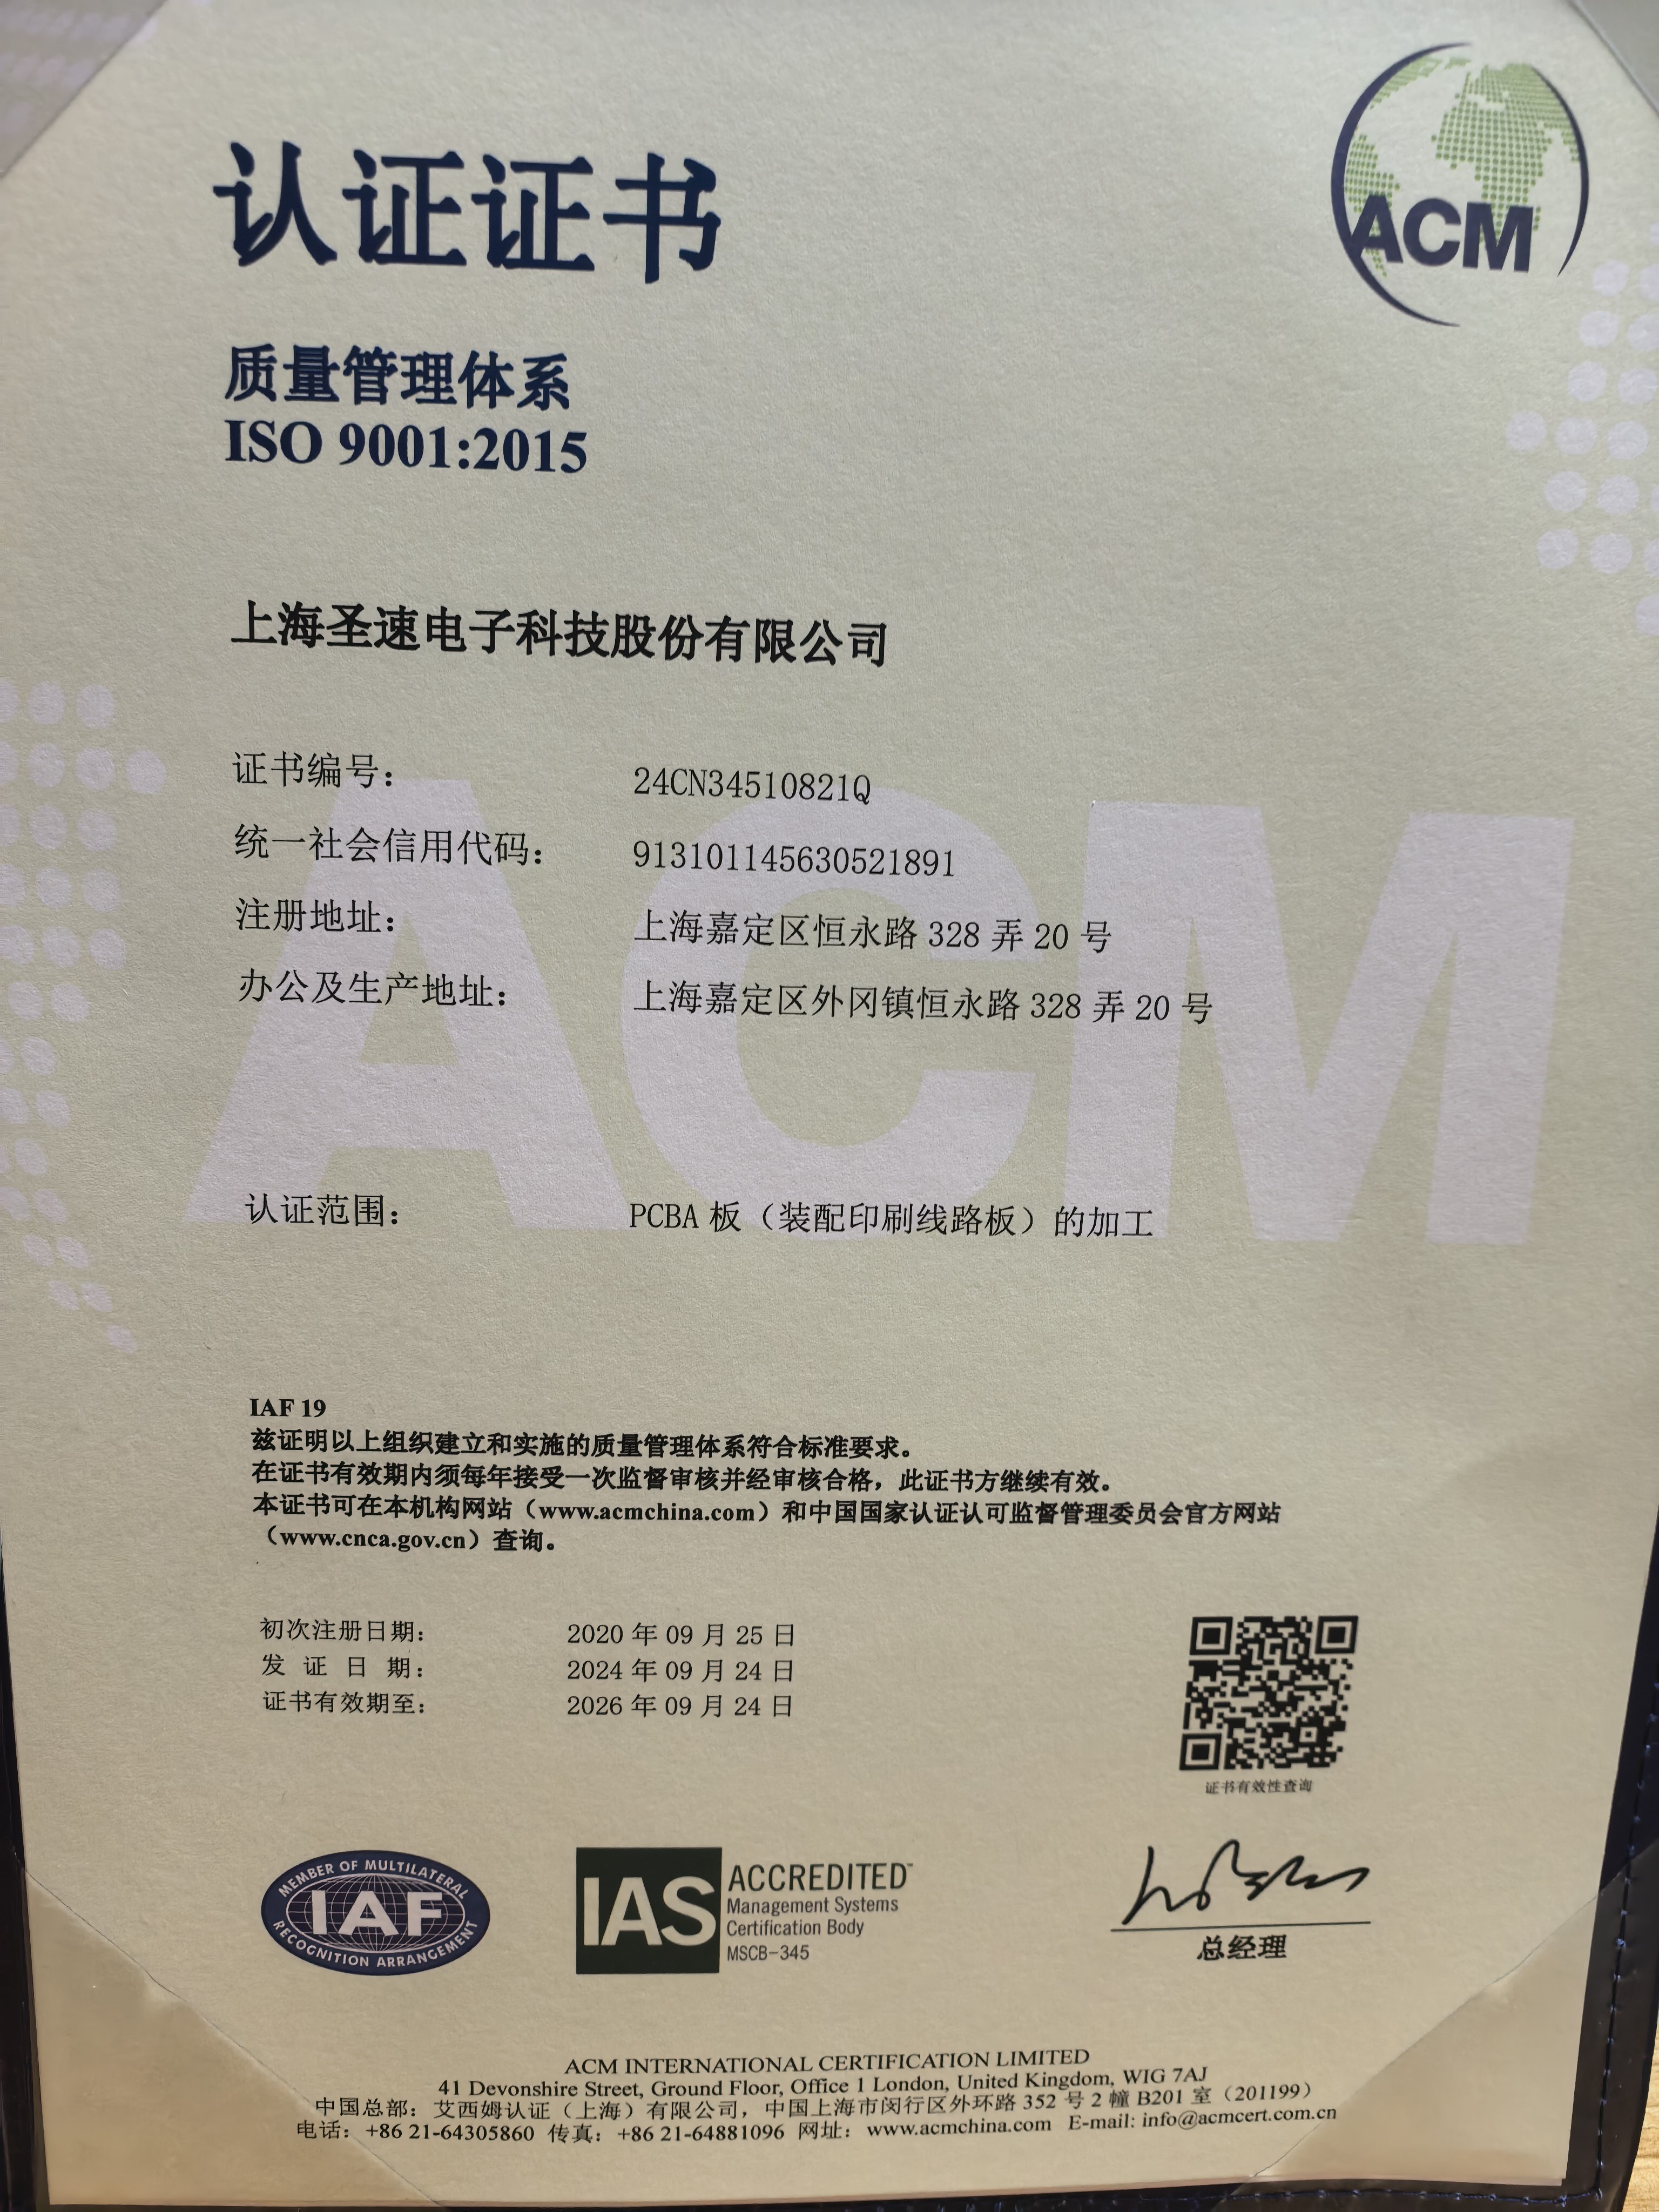 ACM
认证证书
质量管理体系
ISO 9001:2015
上海圣速电子科技股份有限公司
证书编号: 24CN34510821Q
统一社会信用代码: 913101145630521891
注册地址: 上海嘉定区恒永路 328 弄 20 号
办公及生产地址: 上海嘉定区外冈镇恒永路 328 弄 20 号
ACM
认证范围: PCBA 板（装配印刷线路板）的加工
IAF 19
兹证明以上组织建立和实施的质量管理体系符合标准要求。
在证书有效期内须每年接受一次监督审核并经审核合格，此证书方继续有效。
本证书可在本机构网站（www.acmchina.com）和中国国家认证认可监督管理委员会官方网站
（www.cnca.gov.cn）查询。
初次注册日期: 2020 年 09 月 25 日
发 证 日 期: 2024 年 09 月 24 日
证书有效期至: 2026 年 09 月 24 日
证书有效性查询
MEMBER OF MULTILATERAL
IAF
RECOGNITION ARRANGEMENT
IAS
ACCREDITED™
Management Systems
Certification Body
MSCB-345
总经理
ACM INTERNATIONAL CERTIFICATION LIMITED
41 Devonshire Street, Ground Floor, Office 1 London, United Kingdom, WIG 7AJ
中国总部：艾西姆认证（上海）有限公司，中国上海市闵行区外环路 352 号 2 幢 B201 室（201199）
电话：+86 21-64305860 传真：+86 21-64881096 网址：www.acmchina.com E-mail: info@acmcert.com.cn